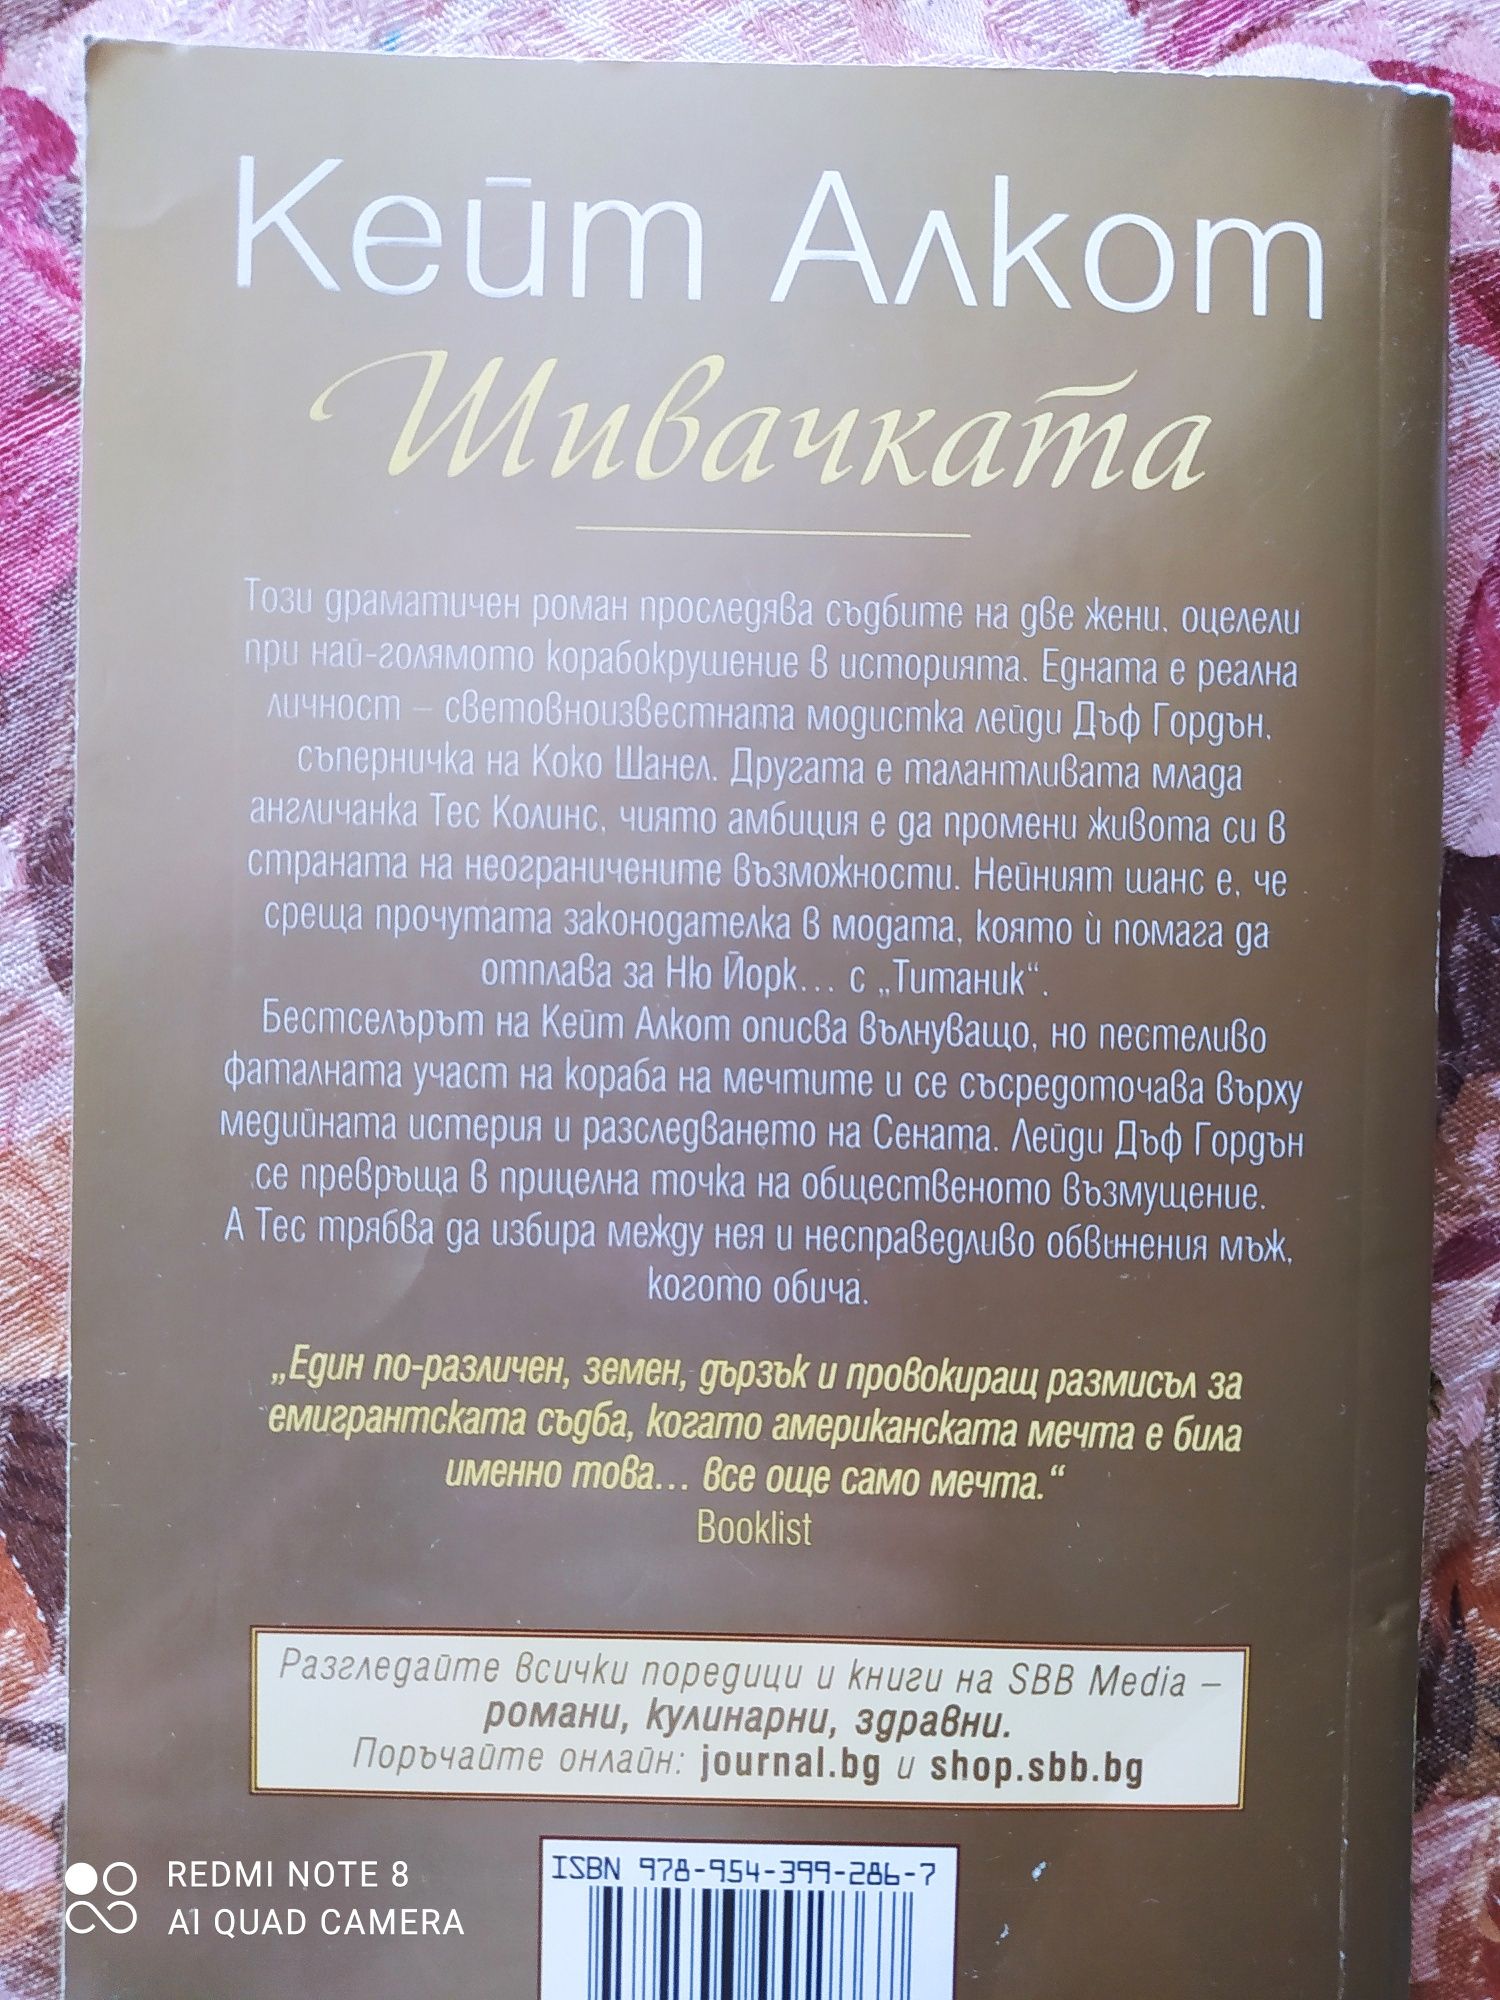 Кейт Алкот
Шивачката
Този драматичен роман проследява съдбите на две жени, оцелели
при най-голямото корабокрушение в историята. Едната е реална
личност – световноизвестната модистка лейди Дъф Гордън,
съперничка на Коко Шанел. Другата е талантливата млада
англичанка Тес Колинс, чиято амбиция е да промени живота си в
страната на неограничените възможности. Нейният шанс е, че
среща прочутата законодателка в модата, която ѝ помага да
отплава за Ню Йорк... с „Титаник“.
Бестселърът на Кейт Алкот описва вълнуващо, но пестеливо
фаталната участ на кораба на мечтите и се съсредоточава върху
медийната истерия и разследването на Сената. Лейди Дъф Гордън
се превръща в прицелна точка на общественото възмущение.
А Тес трябва да избира между нея и несправедливо обвинения мъж,
когото обича.
„Един по-различен, земен, дързък и провокиращ размисъл за
емигрантската съдба, когато американската мечта е била
именно това... все още само мечта.“
Booklist
Разгледайте всички поредици и книги на SBB Media –
романи, кулинарни, здравни.
Поръчайте онлайн: journal.bg и shop.sbb.bg
ISBN 978-954-399-286-7
REDMI NOTE 8
AI QUAD CAMERA